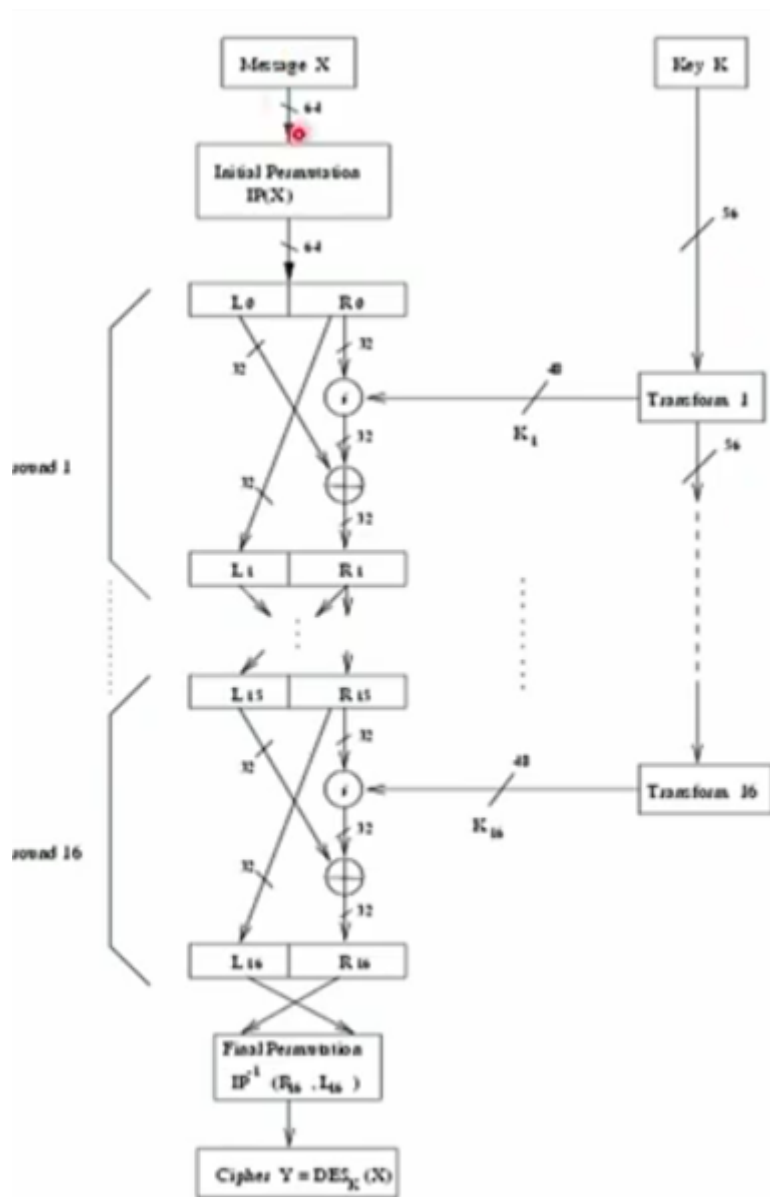 Message X
Key K
64
Initial Permutation
IP(X)
56
64
L0 R0
32
32
48
Transform 1
K1
32
56
round 1
32
32
L1 R1
L15 R15
32
32
48
Transform 16
K16
32
round 16
32
32
L16 R16
Final Permutation
IP-1 (R16, L16)
Cipher Y = DESK (X)